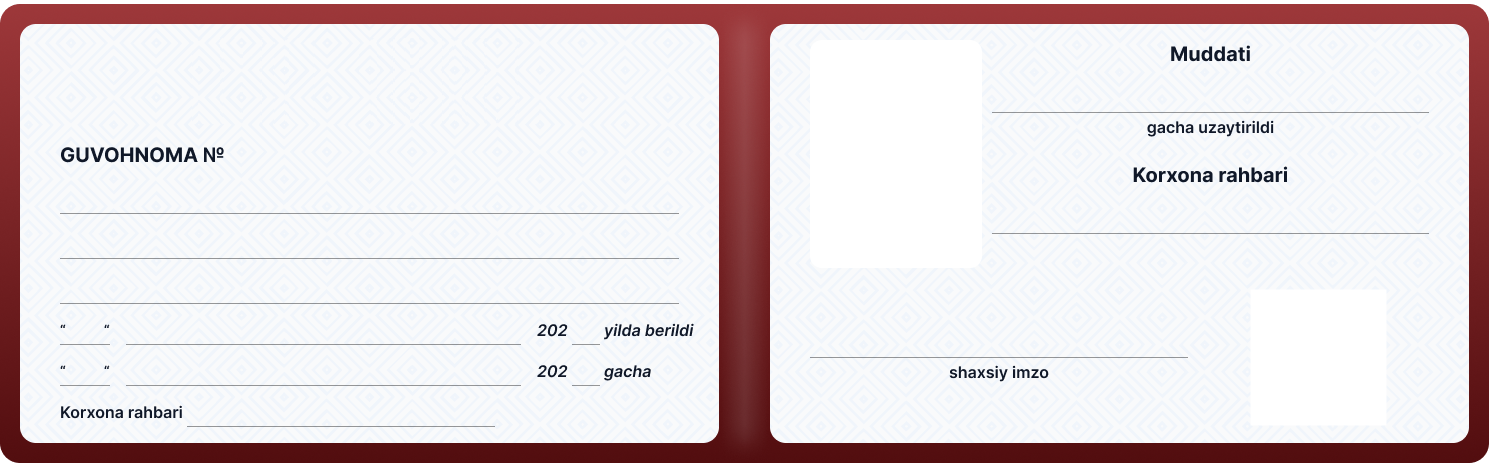 GUVOHNOMA №
“ “ 202 yilda berildi
“ “ 202 gacha
Korxona rahbari
Muddati
gacha uzaytirildi
Korxona rahbari
shaxsiy imzo